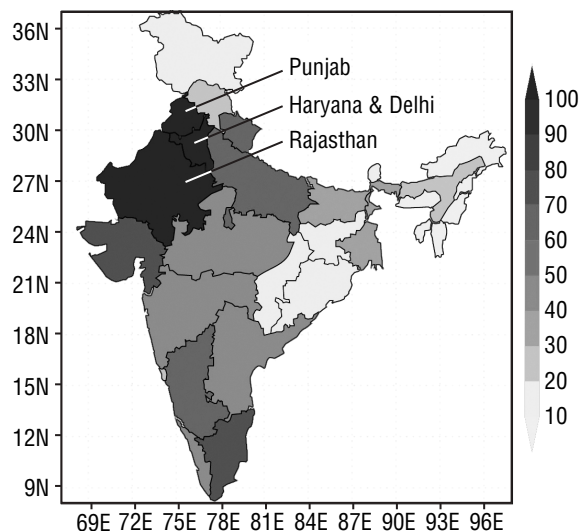 36N
33N
30N
27N
24N
21N
18N
15N
12N
9N
Punjab
Haryana & Delhi
Rajasthan
100
90
80
70
60
50
40
30
20
10
69E 72E 75E 78E 81E 84E 87E 90E 93E 96E